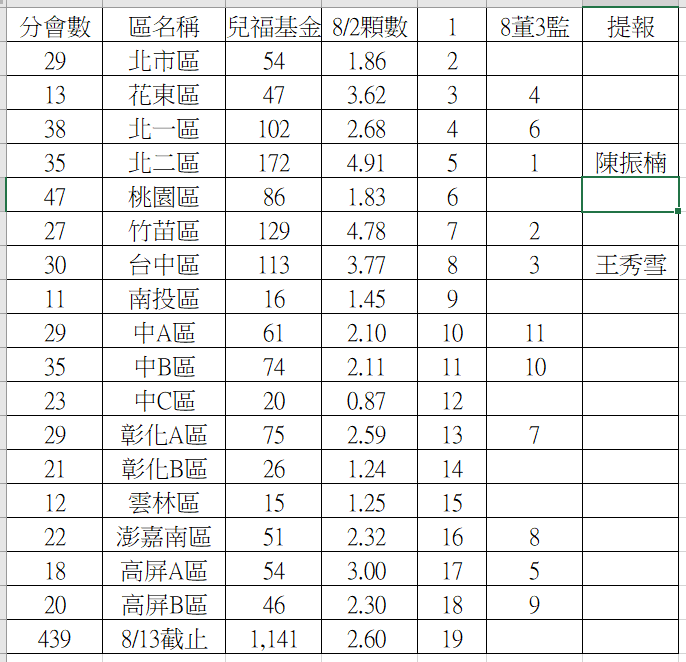 分會數 區名稱 兒福基金 8/2顆數 1 8董3監 提報
29 北市區 54 1.86 2
13 花東區 47 3.62 3 4
38 北一區 102 2.68 4 6
35 北二區 172 4.91 5 1 陳振楠
47 桃園區 86 1.83 6
27 竹苗區 129 4.78 7 2
30 台中區 113 3.77 8 3 王秀雪
11 南投區 16 1.45 9
29 中A區 61 2.10 10 11
35 中B區 74 2.11 11 10
23 中C區 20 0.87 12
29 彰化A區 75 2.59 13 7
21 彰化B區 26 1.24 14
12 雲林區 15 1.25 15
22 澎嘉南區 51 2.32 16 8
18 高屏A區 54 3.00 17 5
20 高屏B區 46 2.30 18 9
439 8/13截止 1,141 2.60 19